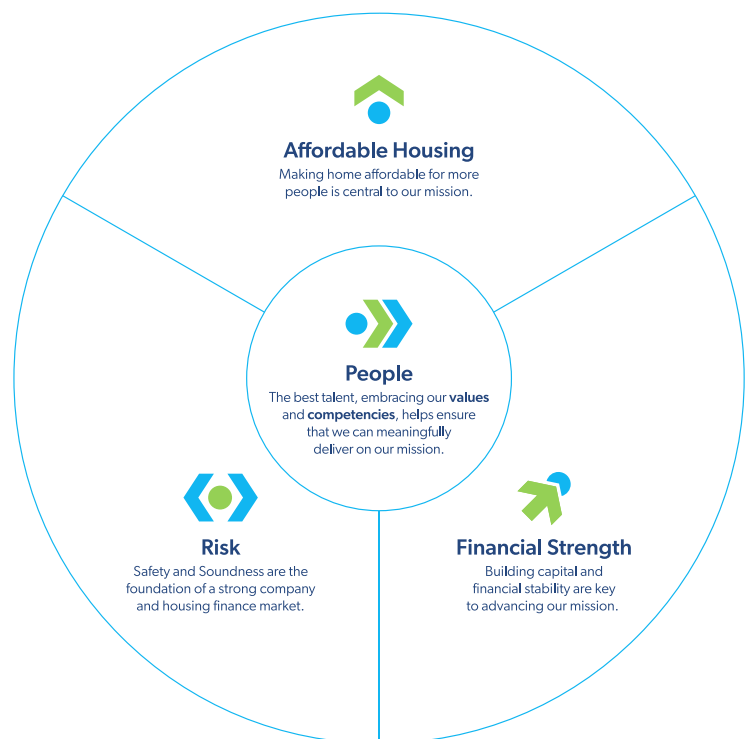 Affordable Housing
Making home affordable for more
people is central to our mission.
People
The best talent, embracing our values
and competencies, helps ensure
that we can meaningfully
deliver on our mission.
Risk
Safety and Soundness are the
foundation of a strong company
and housing finance market.
Financial Strength
Building capital and
financial stability are key
to advancing our mission.